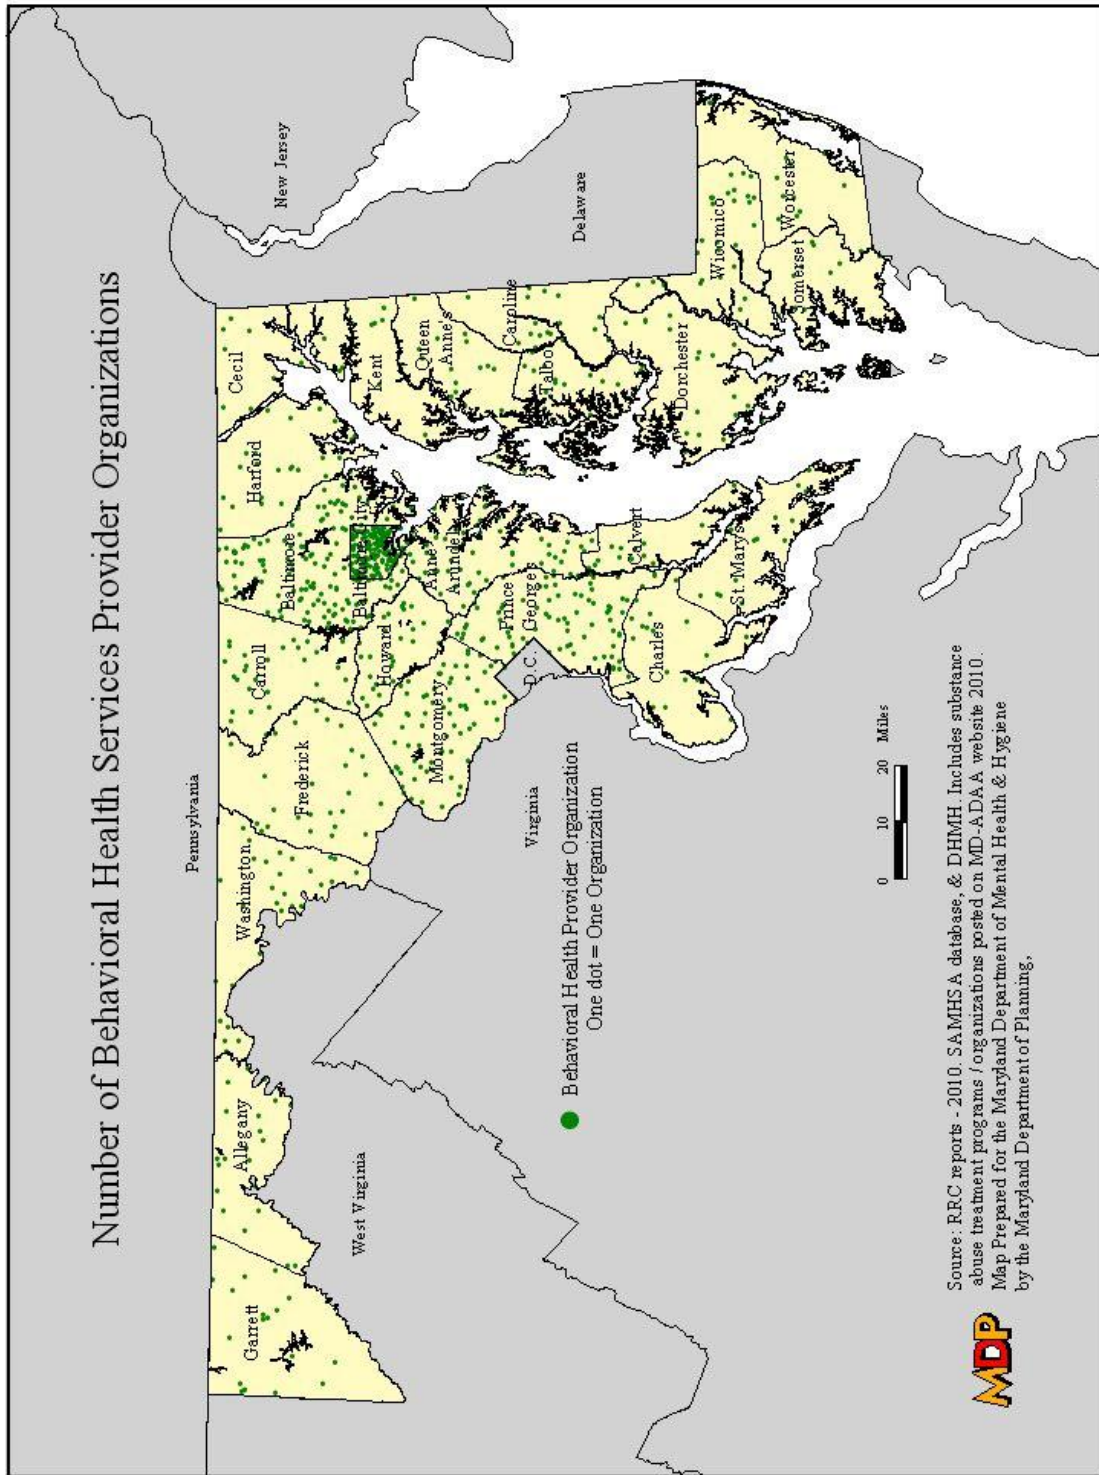 Number of Behavioral Health Services Provider Organizations
Pennsylvania
New Jersey
Garrett
Allegany
Washington
Frederick
Carroll
Baltimore
Harford
Cecil
Baltimore City
Howard
Kent
Montgomery
Anne
Arundel
Queen
Anne's
West Virginia
Virginia
D.C.
Prince
George
Caroline
Talbo
Delaware
Calvert
Charles
St. Mary's
Dorchester
Wicomico
Somerset
Worcester
Behavioral Health Provider Organization
One dot = One Organization
0 10 20 Miles
MDP
Source: RRC reports - 2010. SAMHSA database, & DHMH. Includes substance
abuse treatment programs / organizations posted on MD-ADAA website 2010.
Map Prepared for the Maryland Department of Mental Health & Hygiene
by the Maryland Department of Planning,